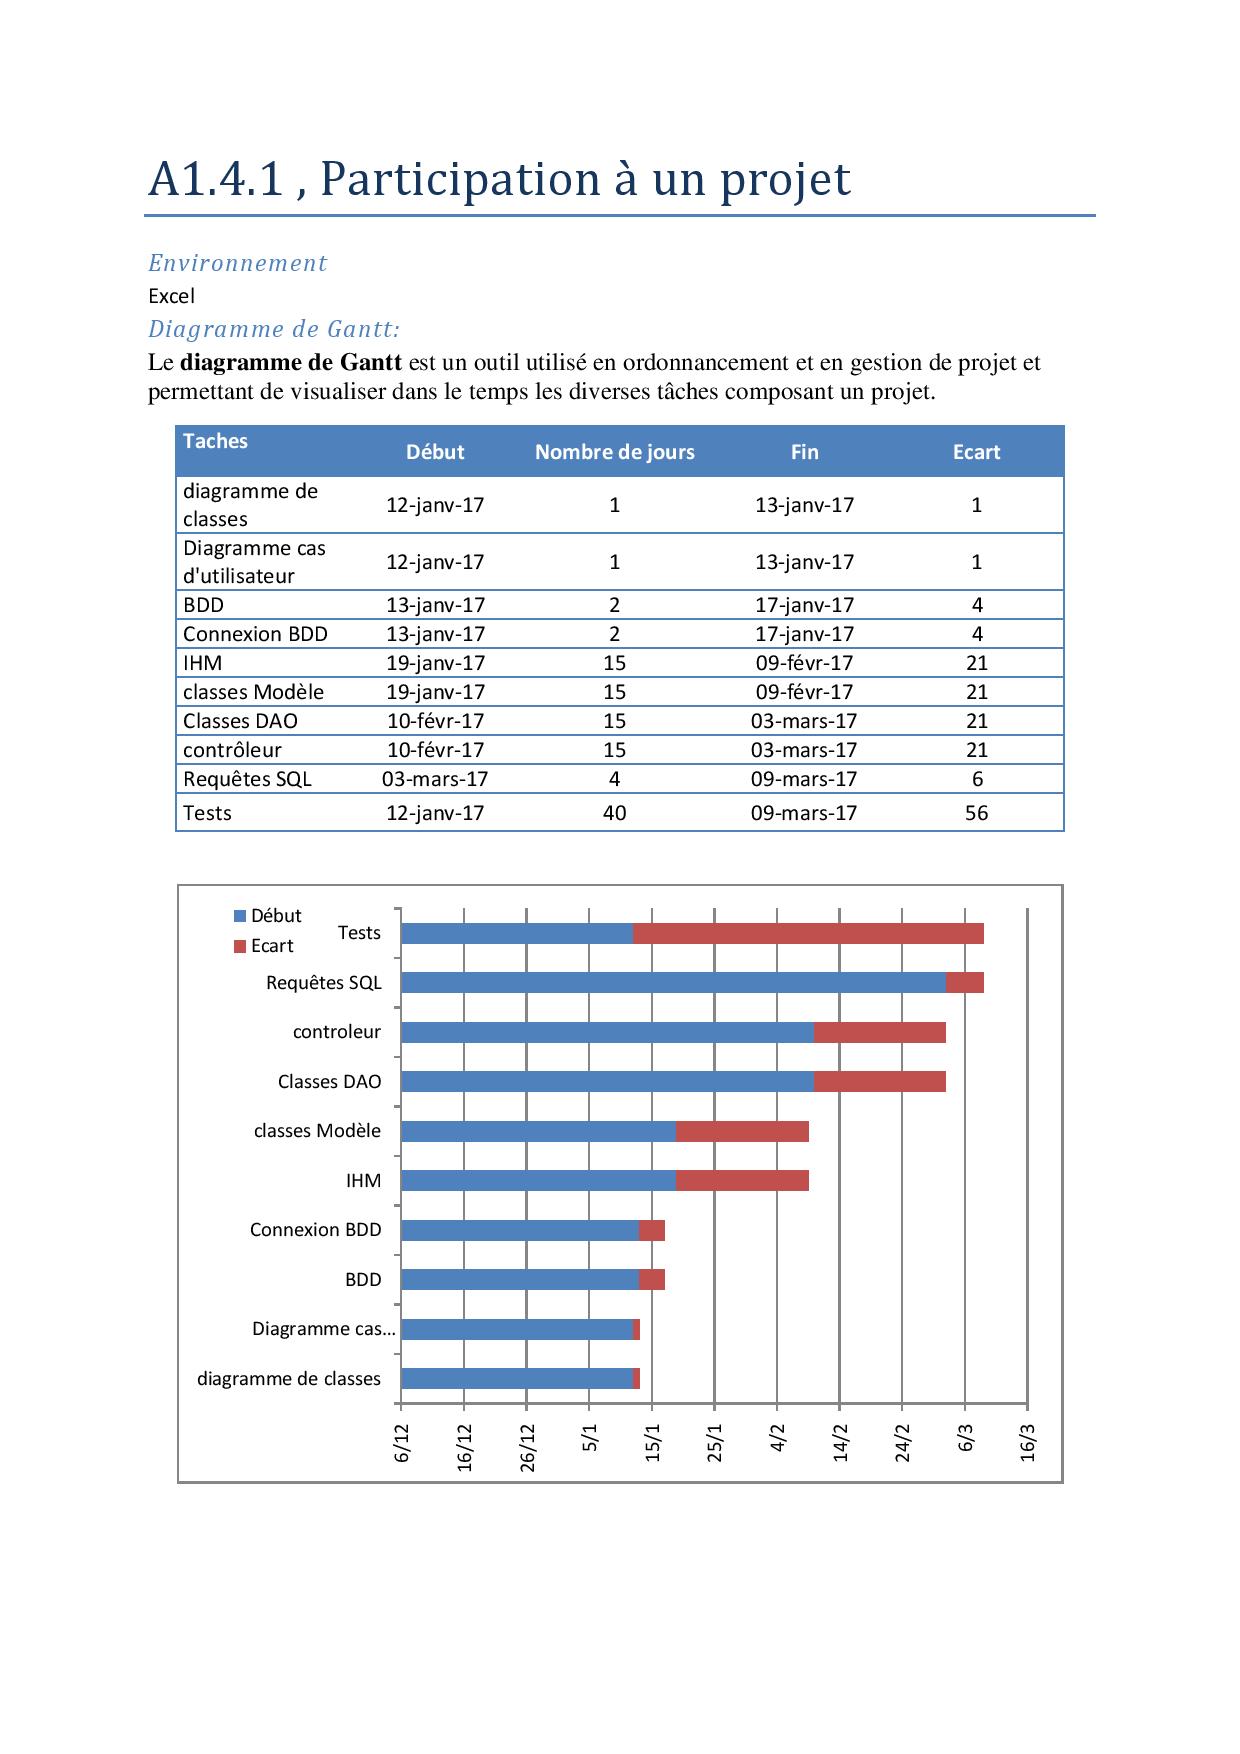 A1.4.1 , Participation à un projet
Environnement
Excel
Diagramme de Gantt:
Le diagramme de Gantt est un outil utilisé en ordonnancement et en gestion de projet et
permettant de visualiser dans le temps les diverses tâches composant un projet.
Taches Début Nombre de jours Fin Ecart
diagramme de
classes 12-janv-17 1 13-janv-17 1
Diagramme cas
d'utilisateur 12-janv-17 1 13-janv-17 1
BDD 13-janv-17 2 17-janv-17 4
Connexion BDD 13-janv-17 2 17-janv-17 4
IHM 19-janv-17 15 09-févr-17 21
classes Modèle 19-janv-17 15 09-févr-17 21
Classes DAO 10-févr-17 15 03-mars-17 21
contrôleur 10-févr-17 15 03-mars-17 21
Requêtes SQL 03-mars-17 4 09-mars-17 6
Tests 12-janv-17 40 09-mars-17 56
Début
Ecart
Tests
Requêtes SQL
controleur
Classes DAO
classes Modèle
IHM
Connexion BDD
BDD
Diagramme cas...
diagramme de classes
6/12 16/12 26/12 5/1 15/1 25/1 4/2 14/2 24/2 6/3 16/3